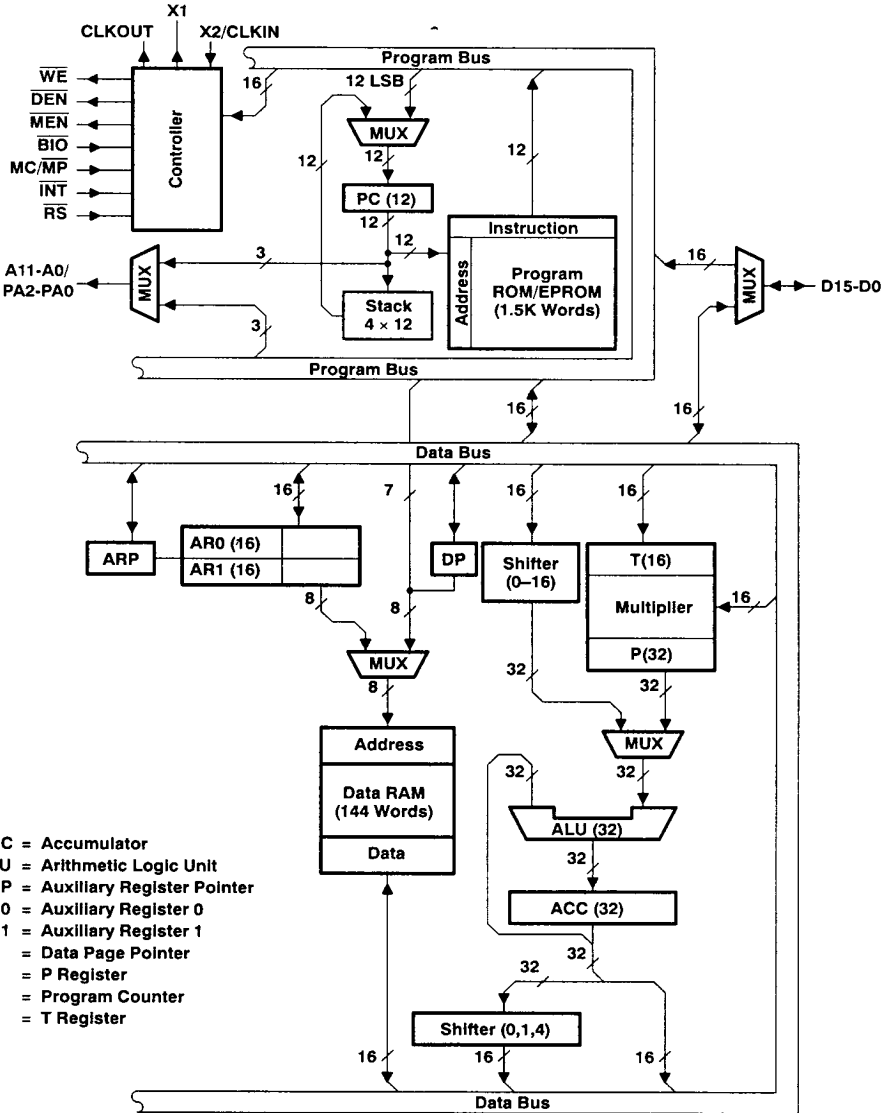 X1
CLKOUT
X2/CLKIN
Program Bus
WE
DEN
MEN
BIO
MC/MP
INT
RS
Controller
16
12 LSB
MUX
12
12
12
PC (12)
12
12
Instruction
Address
Program
ROM/EPROM
(1.5K Words)
Stack
4 × 12
3
3
A11-A0/
PA2-PA0
MUX
16
MUX
D15-D0
Program Bus
16
16
Data Bus
16
7
16
16
ARP
AR0 (16)
AR1 (16)
DP
Shifter
(0–16)
T(16)
Multiplier
P(32)
16
8
8
MUX
8
32
32
MUX
Address
Data RAM
(144 Words)
Data
32
32
ALU (32)
32
ACC (32)
32
32
Shifter (0,1,4)
16
16
16
Data Bus
C = Accumulator
U = Arithmetic Logic Unit
P = Auxiliary Register Pointer
0 = Auxiliary Register 0
1 = Auxiliary Register 1
= Data Page Pointer
= P Register
= Program Counter
= T Register